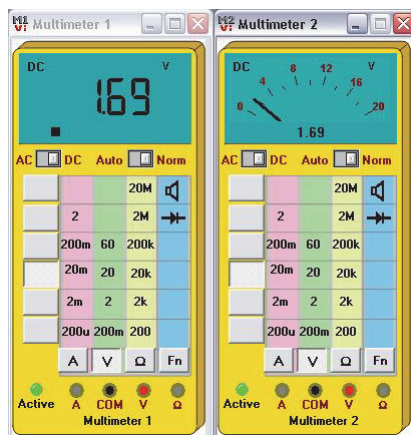 M1 V! Multimeter 1
DC V
1.69
AC DC Auto Norm
20M
2 2M
200m 60 200k
20m 20 20k
2m 2 2k
200u 200m 200
A V Ω Fn
Active A COM V Ω
Multimeter 1
M2 V! Multimeter 2
DC V
0 4 8 12 16 20
1.69
AC DC Auto Norm
20M
2 2M
200m 60 200k
20m 20 20k
2m 2 2k
200u 200m 200
A V Ω Fn
Active A COM V Ω
Multimeter 2